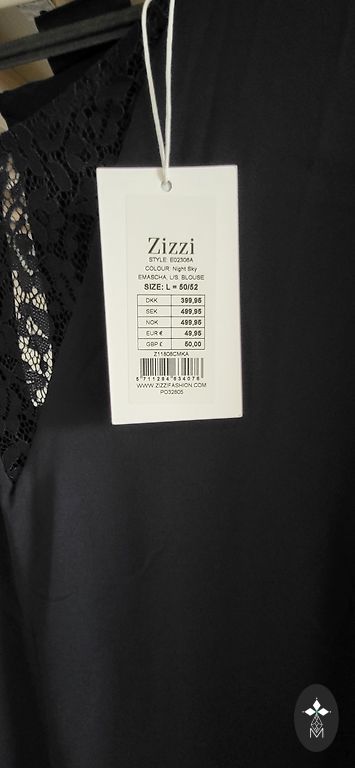 Zizzi
STYLE: E02306A
COLOUR: Night Sky
EMASCHA, L/S, BLOUSE
SIZE: L = 50/52
DKK 399,95
SEK 499,95
NOK 499,95
EUR € 49,95
GBP £ 50,00
Z11806CMKA
5 711284 634076
WWW.ZIZZIFASHION.COM
PO32805
M